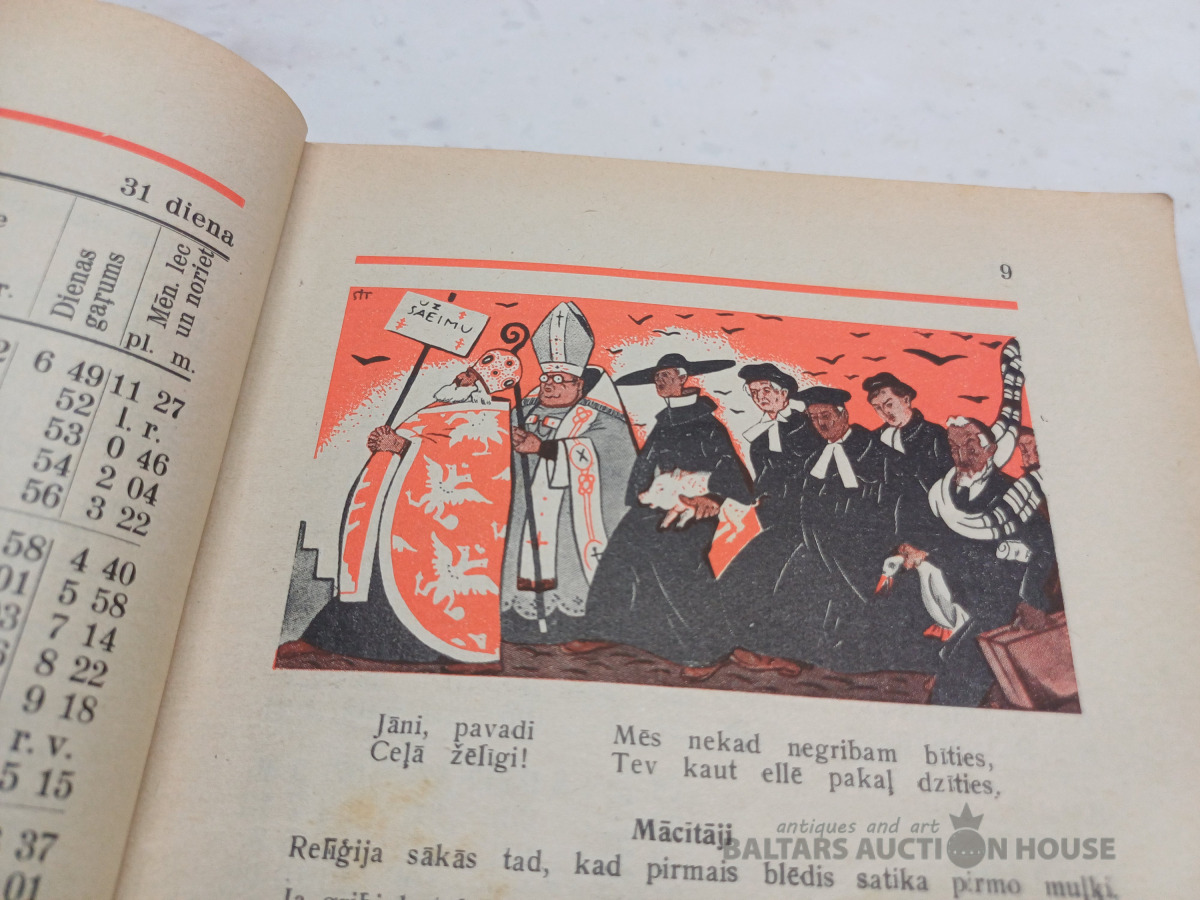 31 diena
Dienas
gaŗums
Mēn. lec
un noriet
pl. m.
6 49 11 27
52 l. r.
53 0 46
54 2 04
56 3 22
58 4 40
01 5 58
7 14
8 22
9 18
r. v.
5 15
37
01
9
UZ
SAEIMU
Jāni, pavadi
Ceļā žēlīgi!
Mēs nekad negribam bīties,
Tev kaut ellē pakaļ dzīties.
Mācītāji
Reliģija sākās tad, kad pirmais blēdis satika pirmo muļķi.
antiques and art
BALTARS AUCTION HOUSE